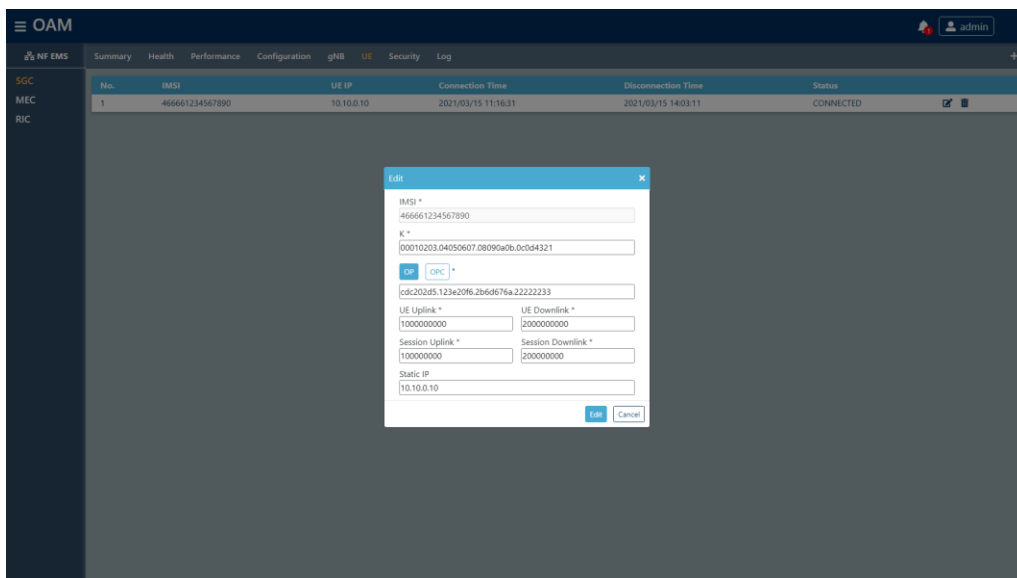 OAM
1
admin
NF EMS
Summary Health Performance Configuration gNB UE Security Log
5GC
MEC
RIC
No. IMSI UE IP Connection Time Disconnection Time Status
1 466661234567890 10.10.0.10 2021/03/15 11:16:31 2021/03/15 14:03:11 CONNECTED
Edit
IMSI *
466661234567890
K *
00010203.04050607.08090a0b.0c0d4321
OP OPC *
cdc202d5.123e20f6.2b6d676a.22222233
UE Uplink * UE Downlink *
1000000000 2000000000
Session Uplink * Session Downlink *
100000000 200000000
Static IP
10.10.0.10
Edit Cancel